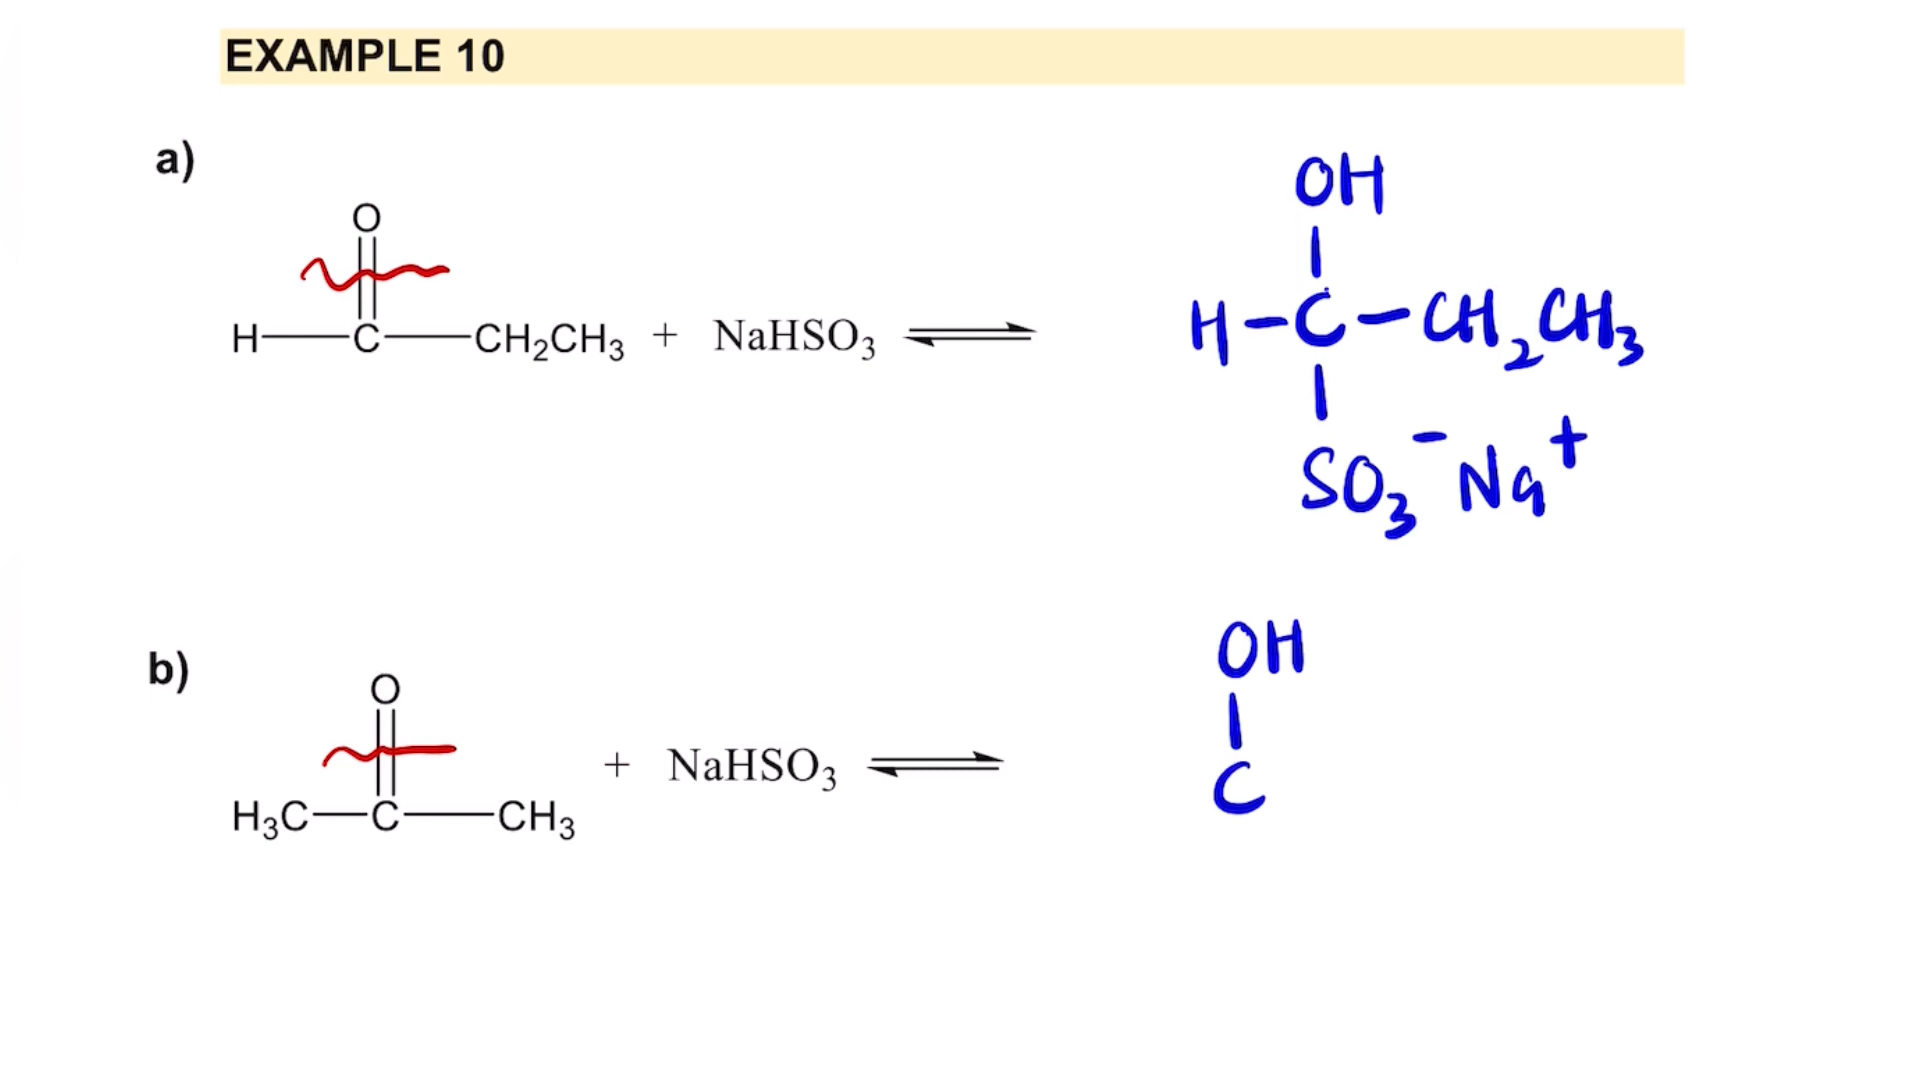 EXAMPLE 10
a)
O
H—C—CH₂CH₃ + NaHSO₃ ⇌
OH
H-C-CH₂CH₃
SO₃⁻Na⁺
b)
O
H₃C—C—CH₃ + NaHSO₃ ⇌
OH
C